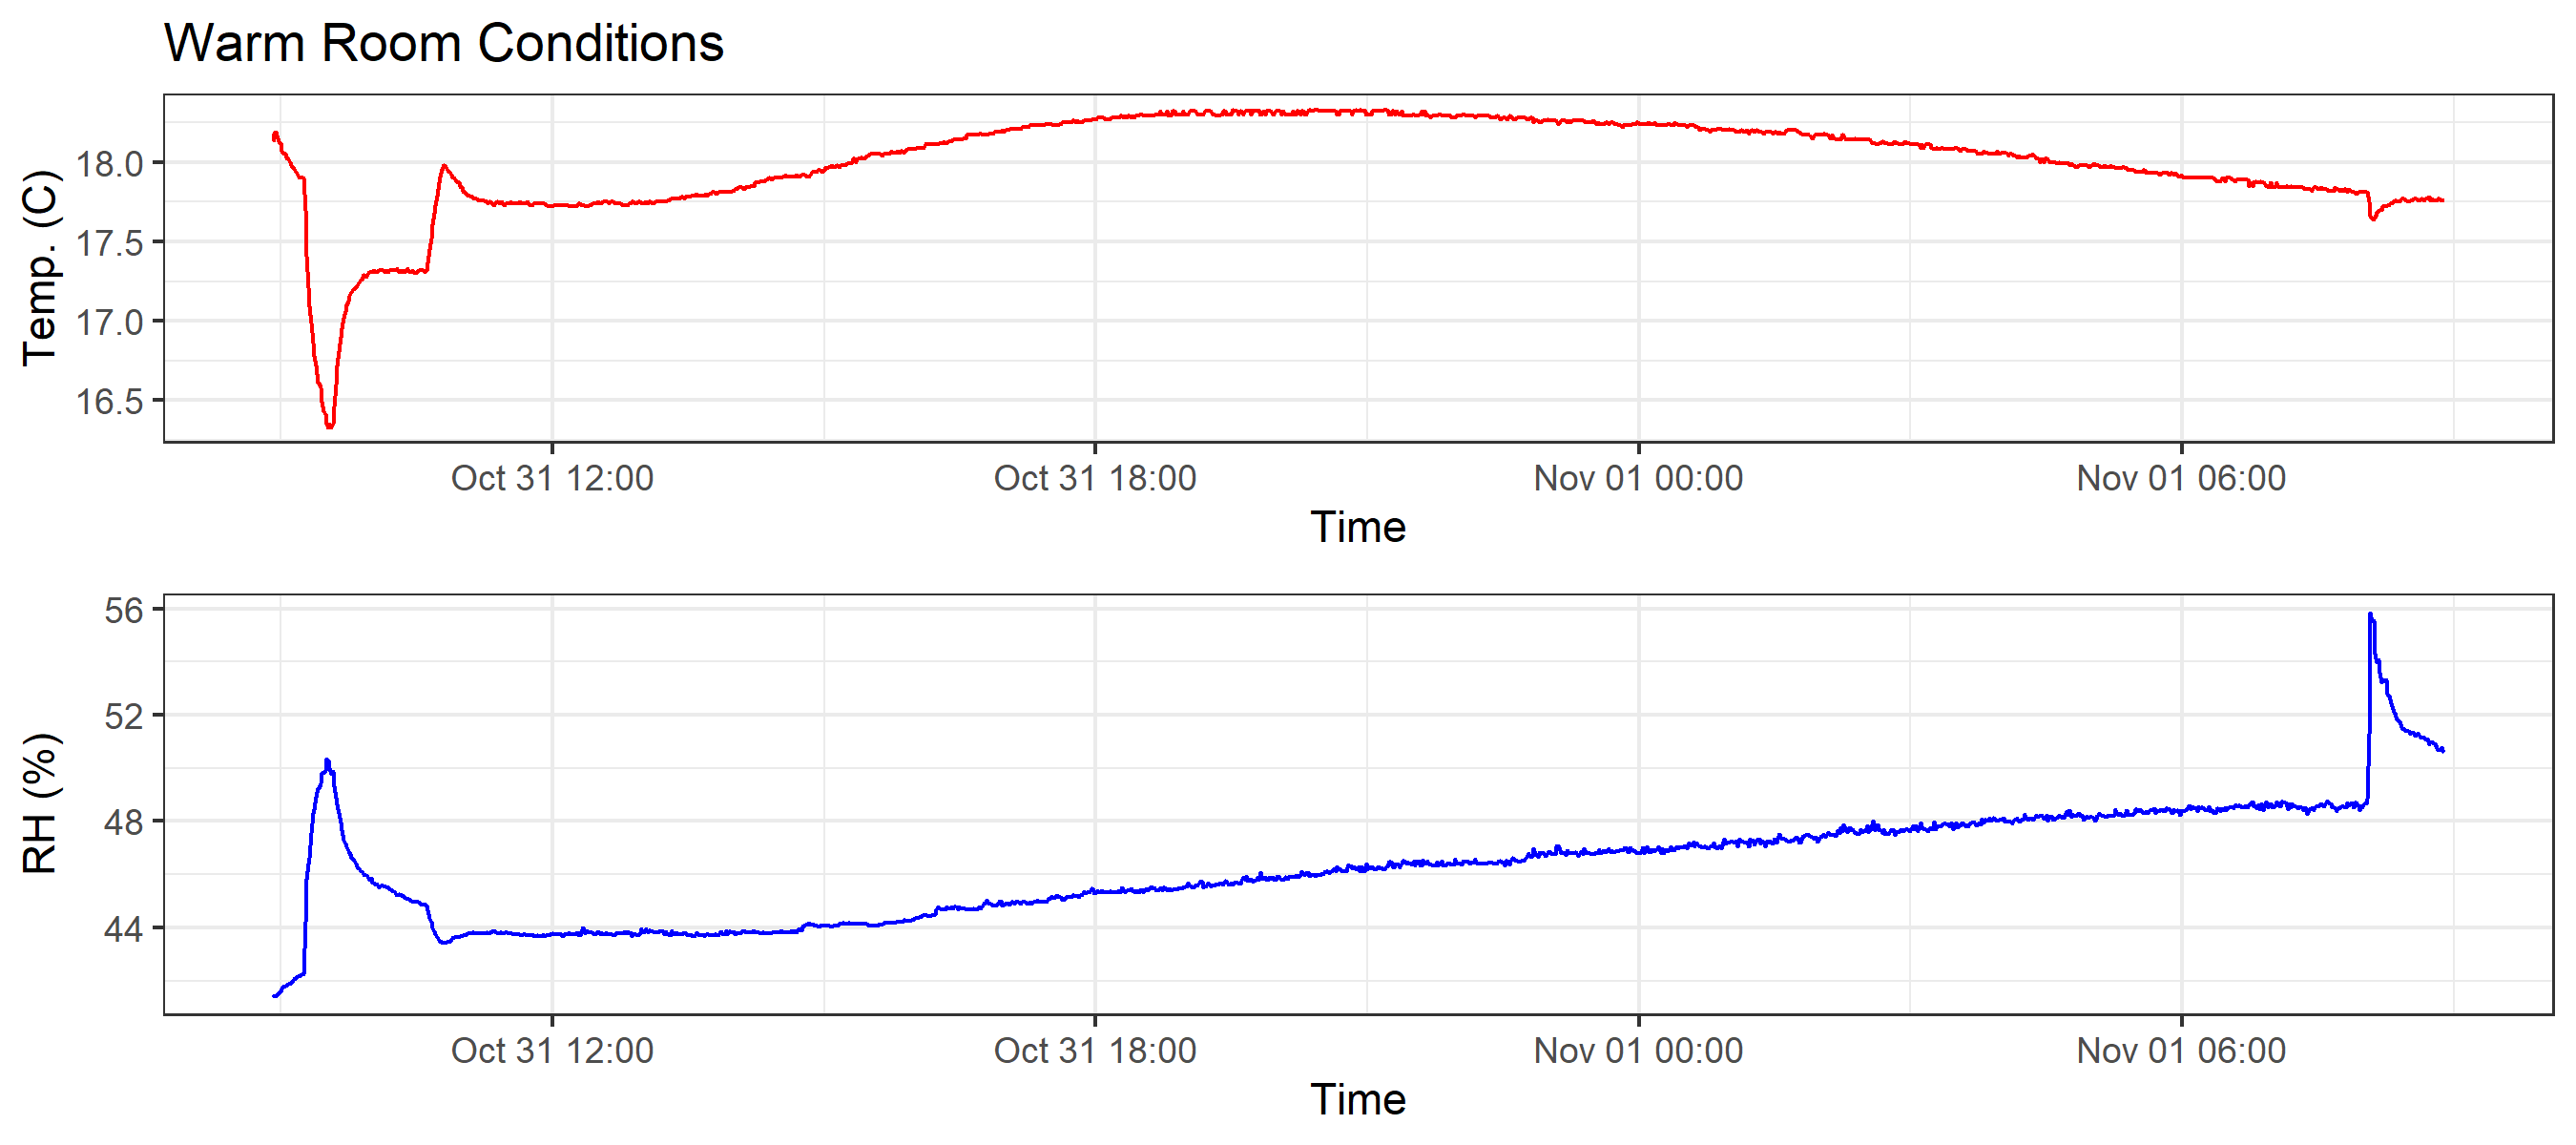 Warm Room Conditions
Temp. (C)
18.0
17.5
17.0
16.5
Oct 31 12:00 Oct 31 18:00 Nov 01 00:00 Nov 01 06:00
Time
RH (%)
56
52
48
44
Oct 31 12:00 Oct 31 18:00 Nov 01 00:00 Nov 01 06:00
Time